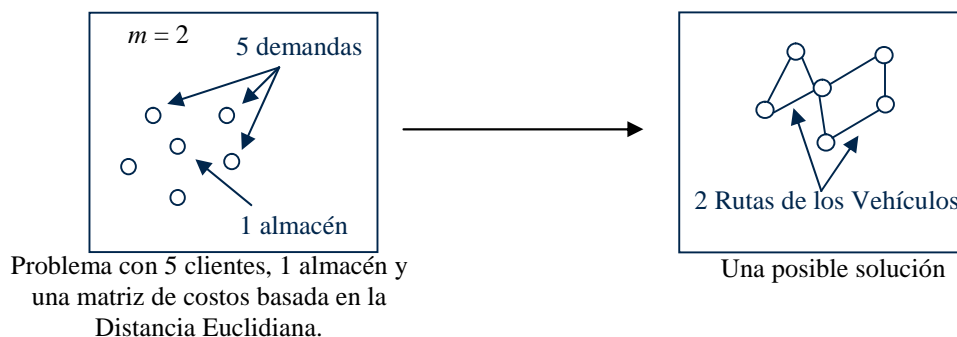 m = 2
5 demandas
1 almacén
Problema con 5 clientes, 1 almacén y
una matriz de costos basada en la
Distancia Euclidiana.
2 Rutas de los Vehículos
Una posible solución